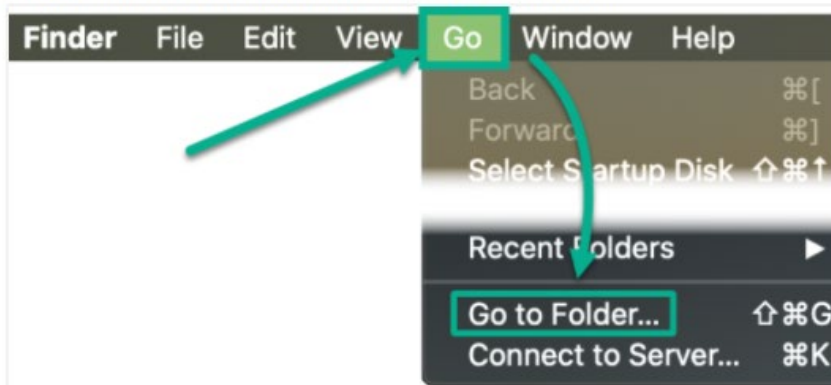 Finder File Edit View Go Window Help
Back ⌘[
Forward ⌘]
Select Startup Disk ⇧⌘↑
Recent Folders ▶
Go to Folder... ⇧⌘G
Connect to Server... ⌘K